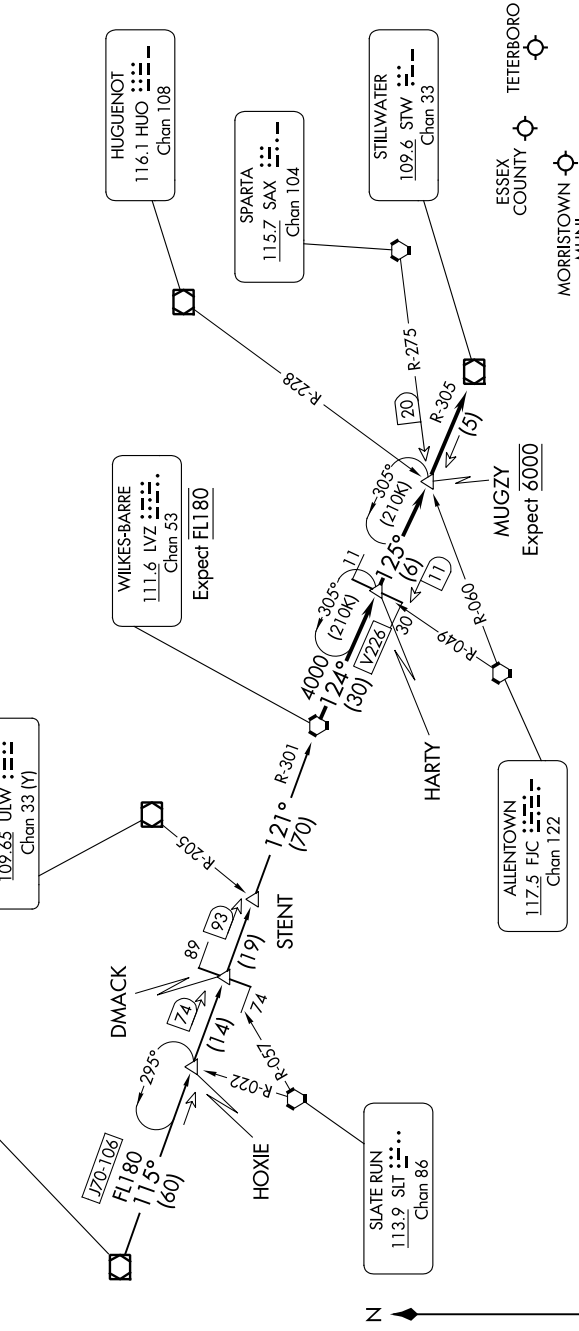 HUGUENOT
116.1 HUO
Chan 108
TETERBORO
SPARTA
115.7 SAX
Chan 104
STILLWATER
109.6 STW
Chan 33
ESSEX
COUNTY
MORRISTOWN
R-228
R-275
20
R-305
(5)
WILKES-BARRE
111.6 LVZ
Chan 53
Expect FL180
305°
(210K)
MUGZY
Expect 6000
11
125°
(6)
11
305°
(210K)
V226
30
R-060
R-049
4000
124°
(30)
HARTY
R-301
121°
(70)
ALLENTOWN
117.5 FJC
Chan 122
109.65 ULW
Chan 33 (Y)
R-205
STENT
93
89
(19)
DMACK
74
(14)
74
R-057
R-022
295°
HOXIE
J70-106
FL180
115°
(60)
SLATE RUN
113.9 SLT
Chan 86
N